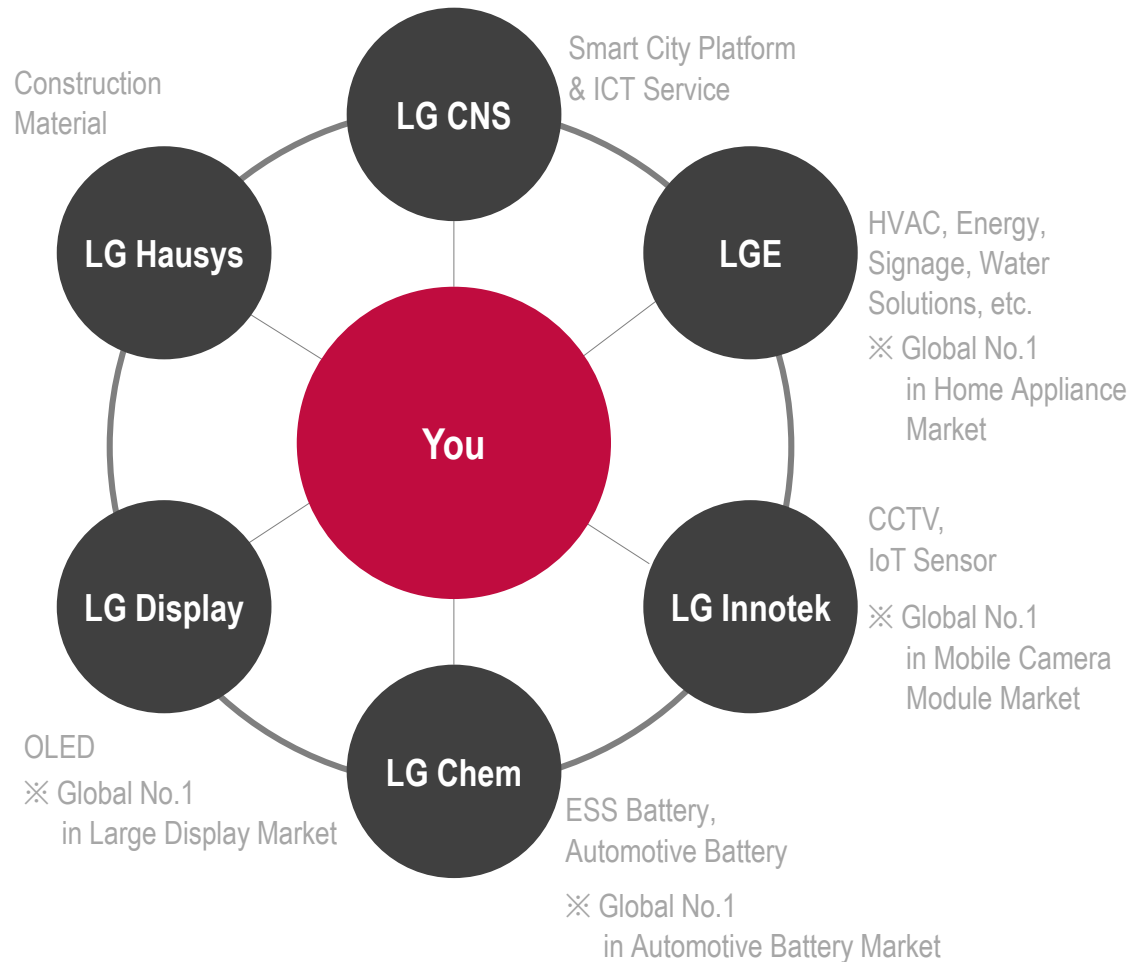 Smart City Platform
& ICT Service
LG CNS
Construction
Material
LG Hausys
LGE
HVAC, Energy,
Signage, Water
Solutions, etc.
※ Global No.1
in Home Appliance
Market
You
CCTV,
IoT Sensor
LG Innotek
※ Global No.1
in Mobile Camera
Module Market
LG Display
OLED
※ Global No.1
in Large Display Market
LG Chem
ESS Battery,
Automotive Battery
※ Global No.1
in Automotive Battery Market